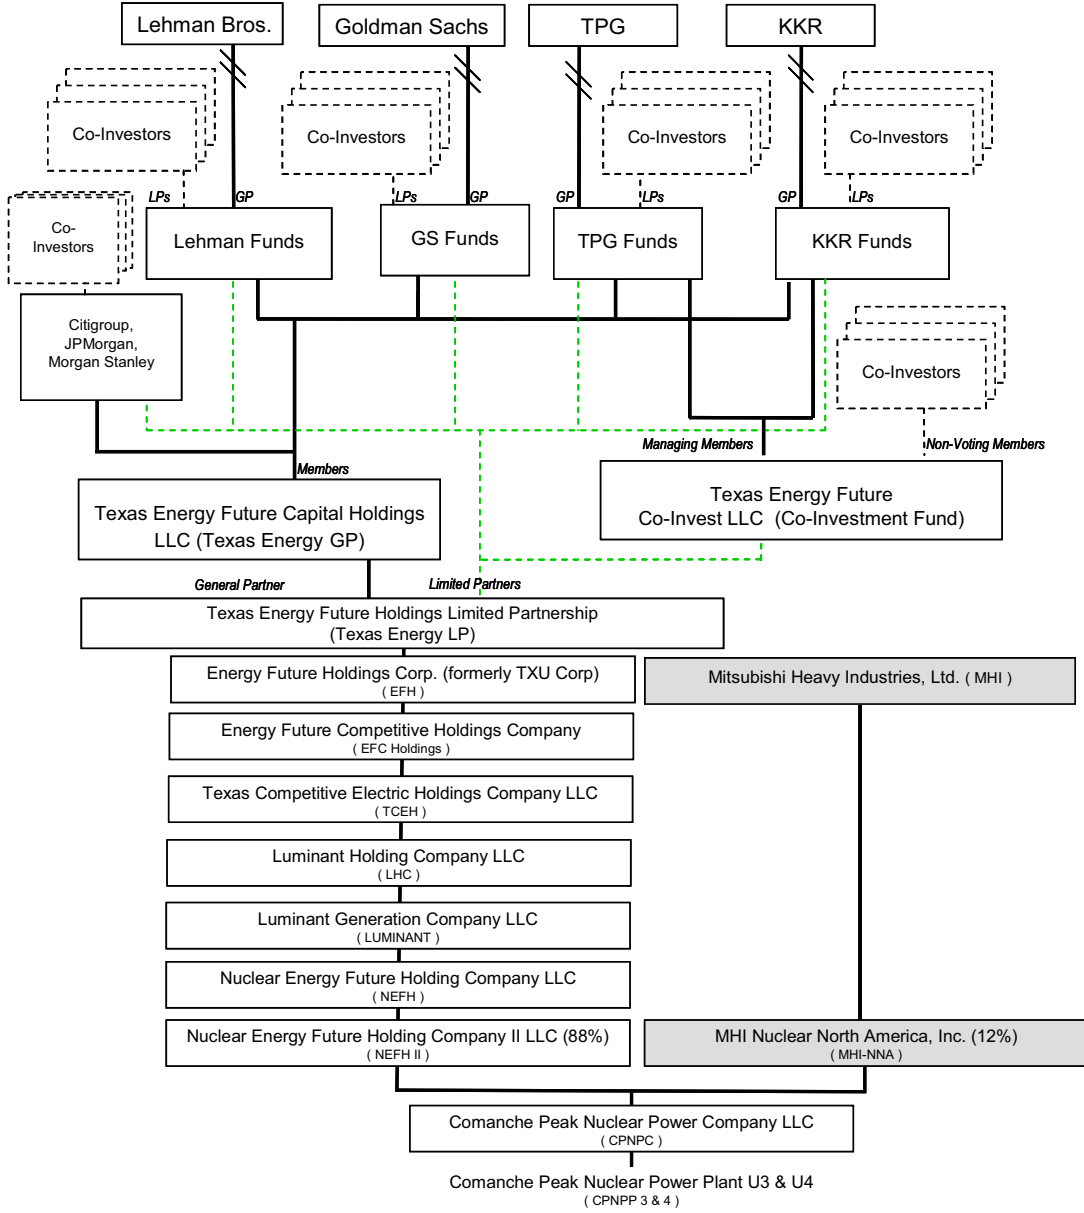 Lehman Bros.
Goldman Sachs
TPG
KKR
Co-Investors
Co-Investors
Co-Investors
Co-Investors
LPs
GP
LPs
GP
GP
LPs
GP
LPs
Co-
Investors
Lehman Funds
GS Funds
TPG Funds
KKR Funds
Citigroup,
JPMorgan,
Morgan Stanley
Co-Investors
Managing Members
Non-Voting Members
Members
Texas Energy Future Capital Holdings
LLC (Texas Energy GP)
Texas Energy Future
Co-Invest LLC (Co-Investment Fund)
General Partner
Limited Partners
Texas Energy Future Holdings Limited Partnership
(Texas Energy LP)
Energy Future Holdings Corp. (formerly TXU Corp)
( EFH )
Mitsubishi Heavy Industries, Ltd. ( MHI )
Energy Future Competitive Holdings Company
( EFC Holdings )
Texas Competitive Electric Holdings Company LLC
( TCEH )
Luminant Holding Company LLC
( LHC )
Luminant Generation Company LLC
( LUMINANT )
Nuclear Energy Future Holding Company LLC
( NEFH )
Nuclear Energy Future Holding Company II LLC (88%)
( NEFH II )
MHI Nuclear North America, Inc. (12%)
( MHI-NNA )
Comanche Peak Nuclear Power Company LLC
( CPNPC )
Comanche Peak Nuclear Power Plant U3 & U4
( CPNPP 3 & 4 )